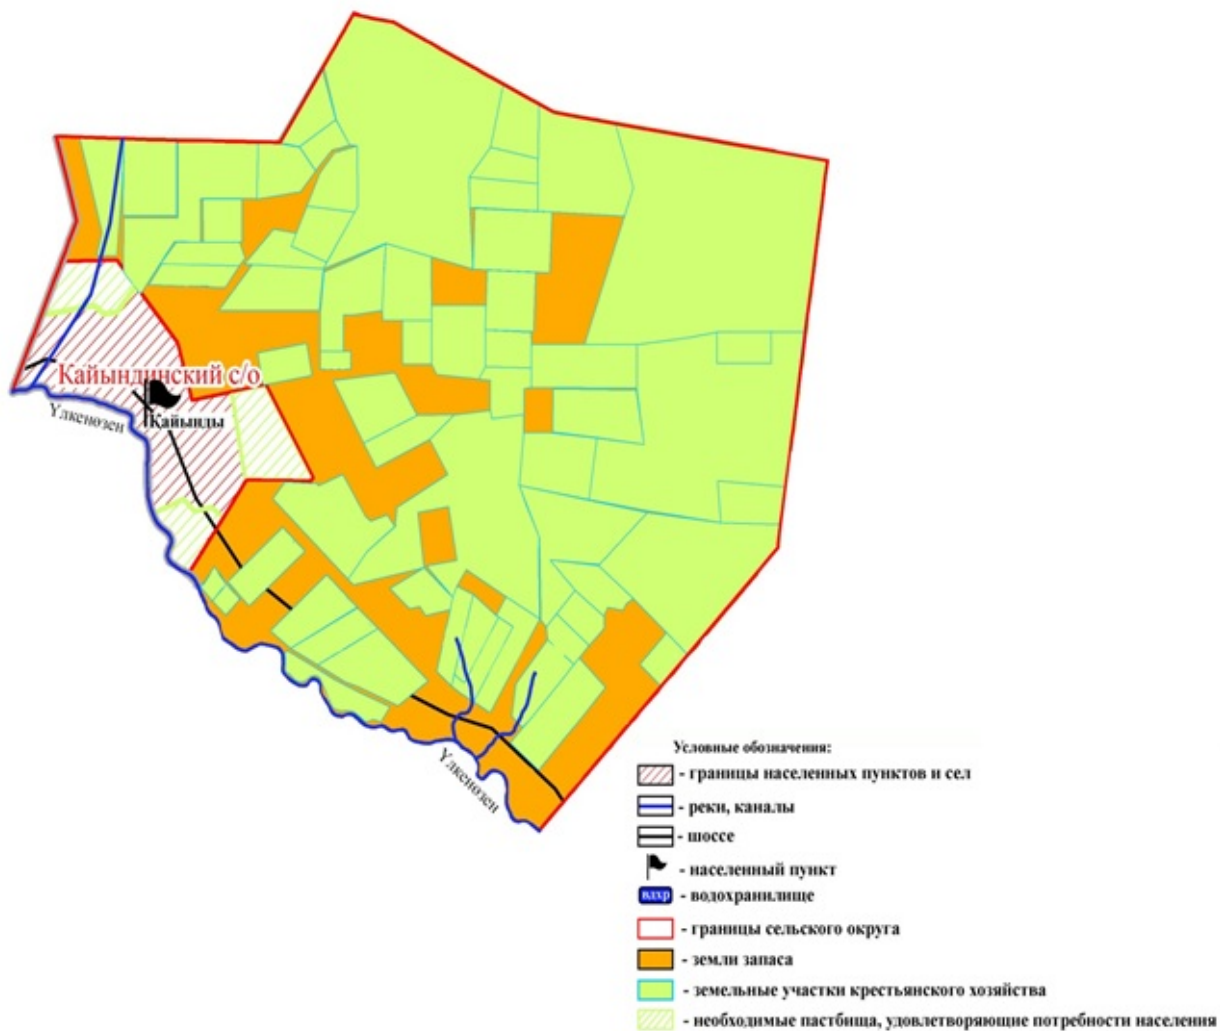 Кайындинский с/о
Үлкенөзен
Қайынды
Үлкенөзен
Условные обозначения:
- границы населенных пунктов и сел
- реки, каналы
- шоссе
- населенный пункт
вдхр - водохранилище
- границы сельского округа
- земли запаса
- земельные участки крестьянского хозяйства
- необходимые пастбища, удовлетворяющие потребности населения